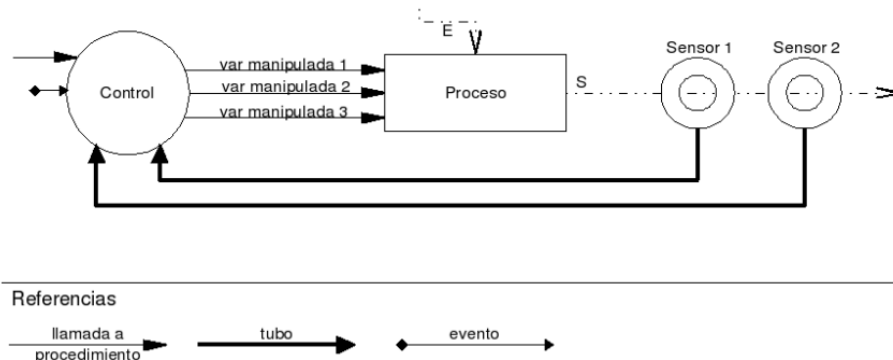 E
Sensor 1
Sensor 2
var manipulada 1
Control
var manipulada 2
Proceso
S
var manipulada 3
Referencias
llamada a
procedimiento
tubo
evento